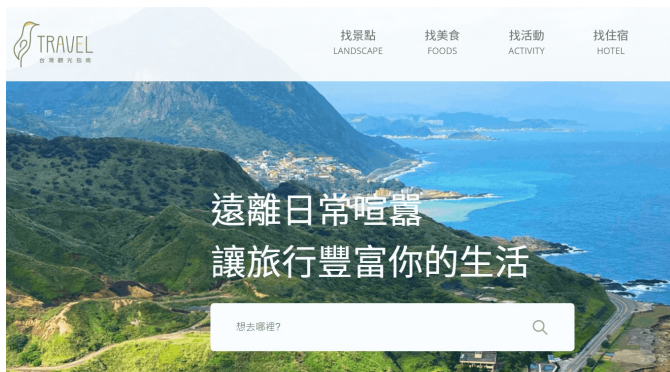 TRAVEL
台灣觀光指南
找景點
LANDSCAPE
找美食
FOODS
找活動
ACTIVITY
找住宿
HOTEL
遠離日常喧囂
讓旅行豐富你的生活
想去哪裡?